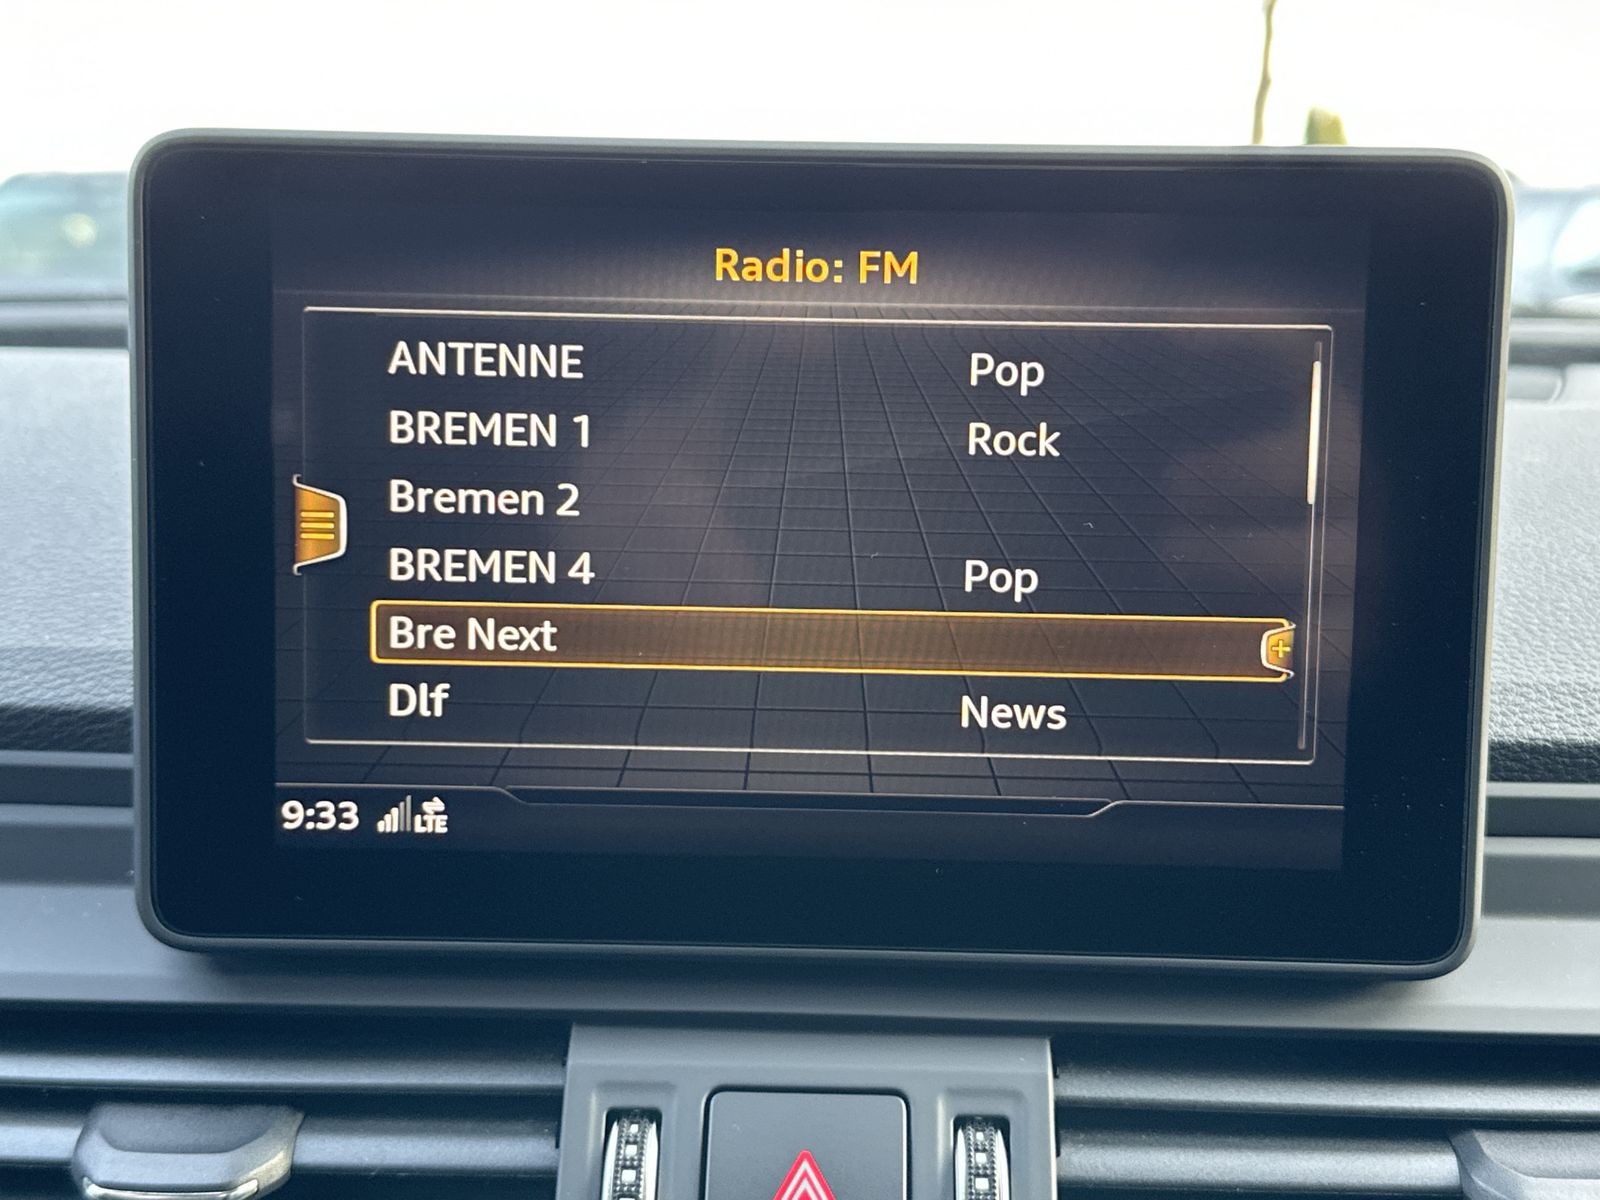 Radio: FM
ANTENNE Pop
BREMEN 1 Rock
Bremen 2
BREMEN 4 Pop
Bre Next
Dlf News
9:33 LTE